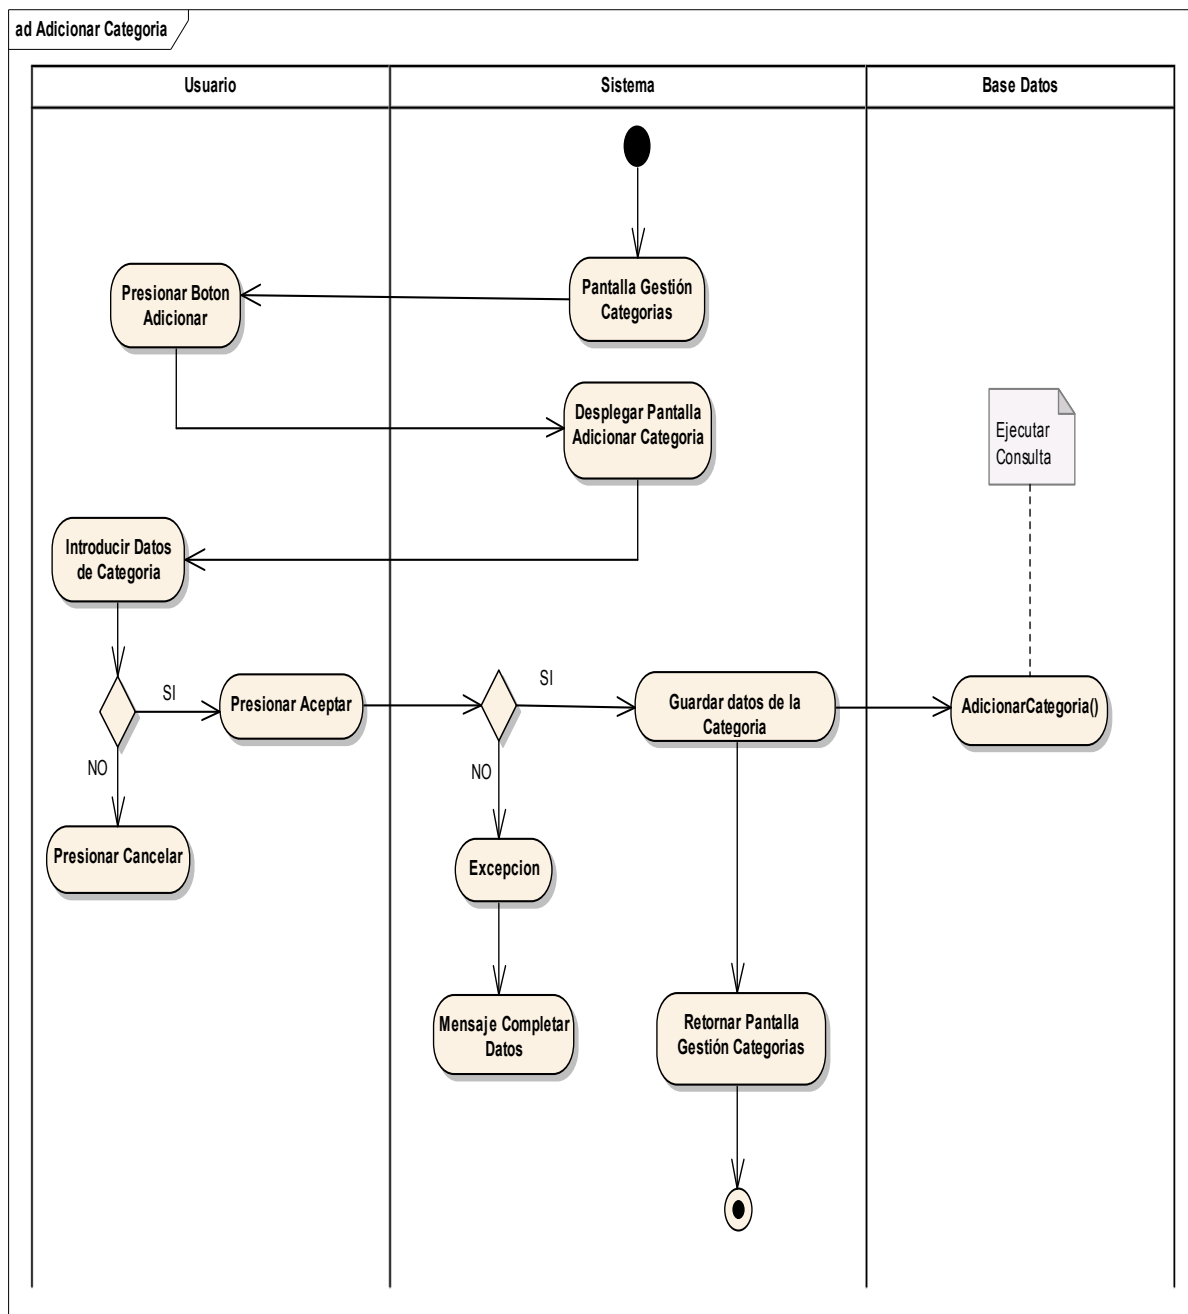 ad Adicionar Categoria
Usuario
Sistema
Base Datos
Pantalla Gestión
Categorias
Presionar Boton
Adicionar
Desplegar Pantalla
Adicionar Categoria
Ejecutar
Consulta
Introducir Datos
de Categoria
SI
Presionar Aceptar
SI
Guardar datos de la
Categoria
AdicionarCategoria()
NO
NO
Presionar Cancelar
Excepcion
Mensaje Completar
Datos
Retornar Pantalla
Gestión Categorias